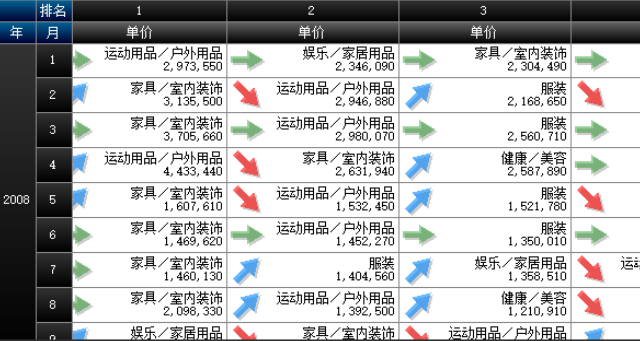 排名 1 2 3
年 月 单价 单价 单价
2008
1 运动用品／户外用品 娱乐／家居用品 家具／室内装饰
2,973,550 2,346,090 2,304,490
2 家具／室内装饰 运动用品／户外用品 服装
3,135,500 2,946,880 2,168,650
3 家具／室内装饰 运动用品／户外用品 服装
3,705,660 2,980,070 2,560,710
4 运动用品／户外用品 家具／室内装饰 健康／美容
4,433,440 2,631,940 2,587,890
5 家具／室内装饰 运动用品／户外用品 服装
1,607,610 1,532,450 1,521,780
6 家具／室内装饰 运动用品／户外用品 服装
1,469,620 1,452,270 1,350,010
7 家具／室内装饰 服装 娱乐／家居用品 运动
1,460,130 1,404,560 1,358,510
8 家具／室内装饰 运动用品／户外用品 健康／美容
2,098,330 1,392,500 1,210,910
娱乐／家居用品 家具／室内装饰 运动用品／户外用品